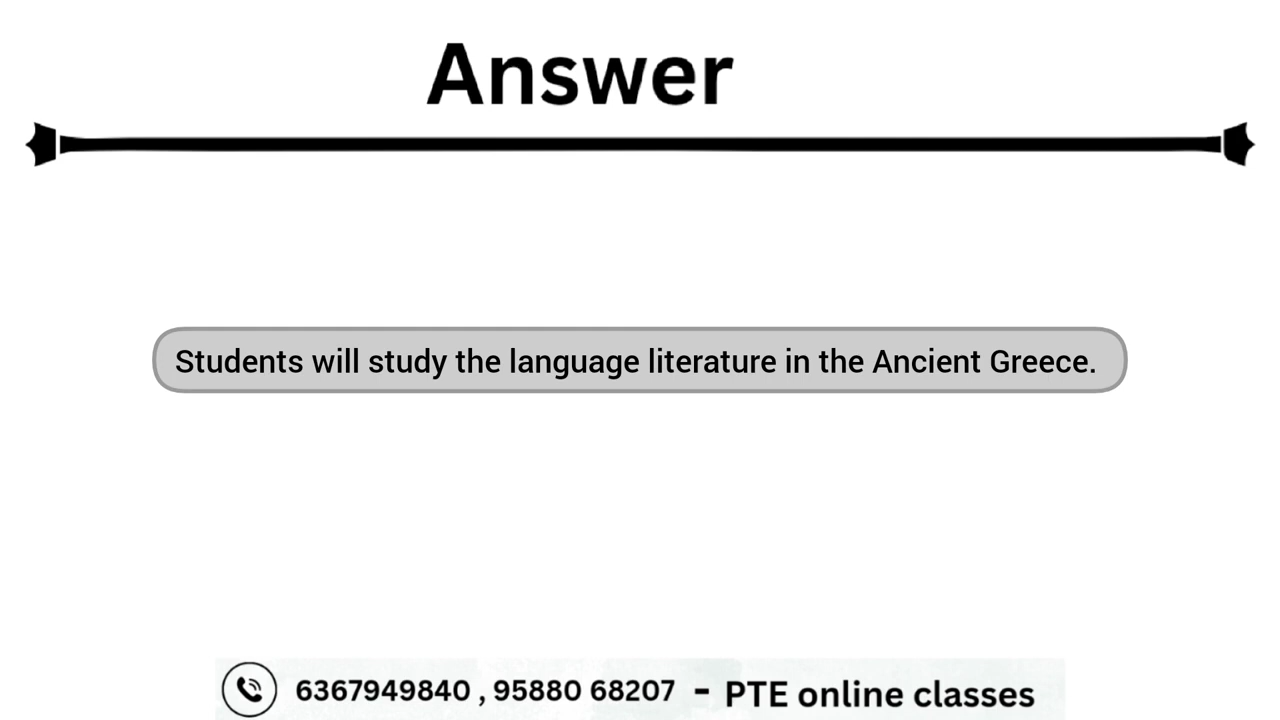 Answer
Students will study the language literature in the Ancient Greece.
6367949840 , 95880 68207 - PTE online classes